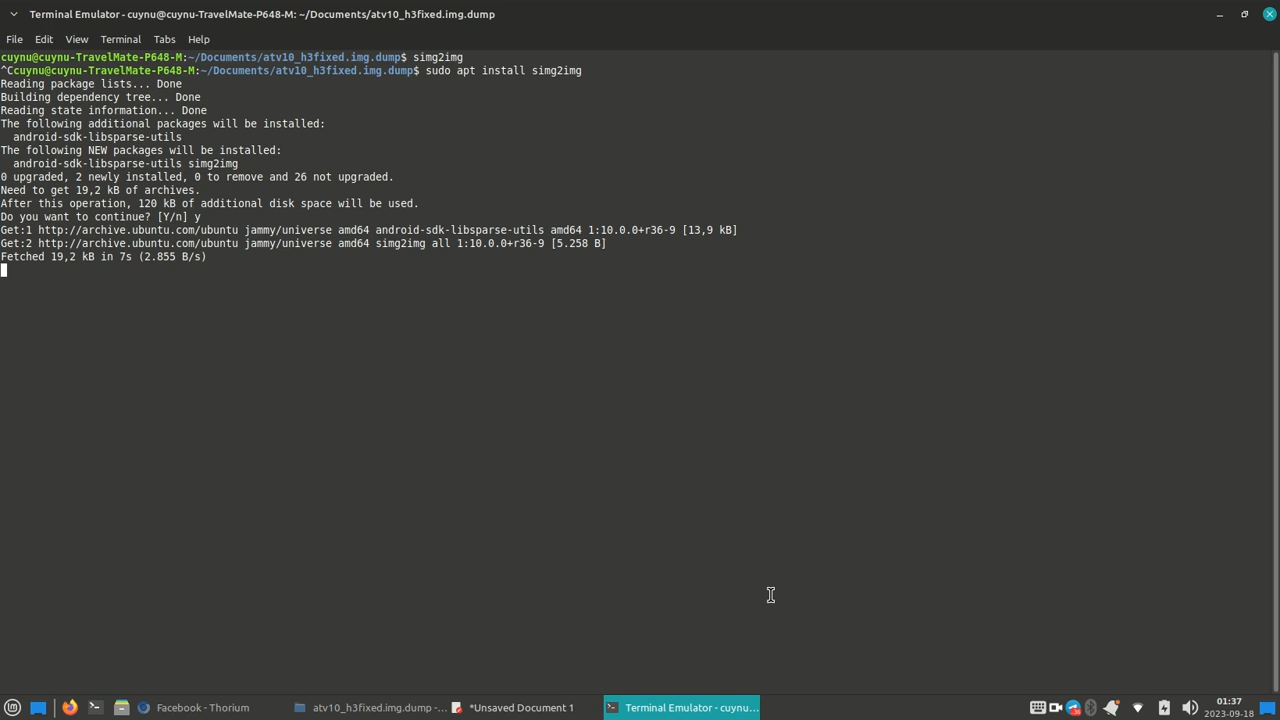 Terminal Emulator - cuynu@cuynu-TravelMate-P648-M: ~/Documents/atv10_h3fixed.img.dump
File Edit View Terminal Tabs Help
cuynu@cuynu-TravelMate-P648-M:~/Documents/atv10_h3fixed.img.dump$ simg2img
^Ccuynu@cuynu-TravelMate-P648-M:~/Documents/atv10_h3fixed.img.dump$ sudo apt install simg2img
Reading package lists... Done
Building dependency tree... Done
Reading state information... Done
The following additional packages will be installed:
android-sdk-libsparse-utils
The following NEW packages will be installed:
android-sdk-libsparse-utils simg2img
0 upgraded, 2 newly installed, 0 to remove and 26 not upgraded.
Need to get 19,2 kB of archives.
After this operation, 120 kB of additional disk space will be used.
Do you want to continue? [Y/n] y
Get:1 http://archive.ubuntu.com/ubuntu jammy/universe amd64 android-sdk-libsparse-utils amd64 1:10.0.0+r36-9 [13,9 kB]
Get:2 http://archive.ubuntu.com/ubuntu jammy/universe amd64 simg2img all 1:10.0.0+r36-9 [5.258 B]
Fetched 19,2 kB in 7s (2.855 B/s)
Facebook - Thorium atv10_h3fixed.img.dump -... *Unsaved Document 1 Terminal Emulator - cuynu... 01:37
2023-09-18